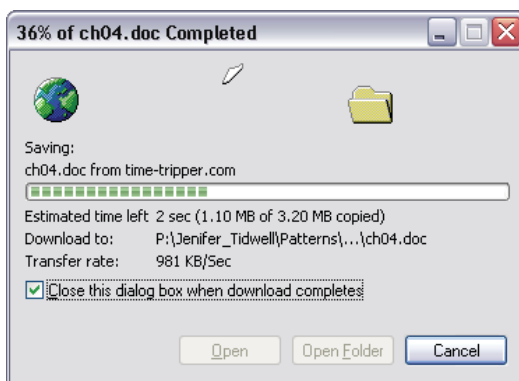 36% of ch04.doc Completed
Saving:
ch04.doc from time-tripper.com
Estimated time left 2 sec (1.10 MB of 3.20 MB copied)
Download to: P:\Jenifer_Tidwell\Patterns\...\ch04.doc
Transfer rate: 981 KB/Sec
Close this dialog box when download completes
Open Open Folder Cancel